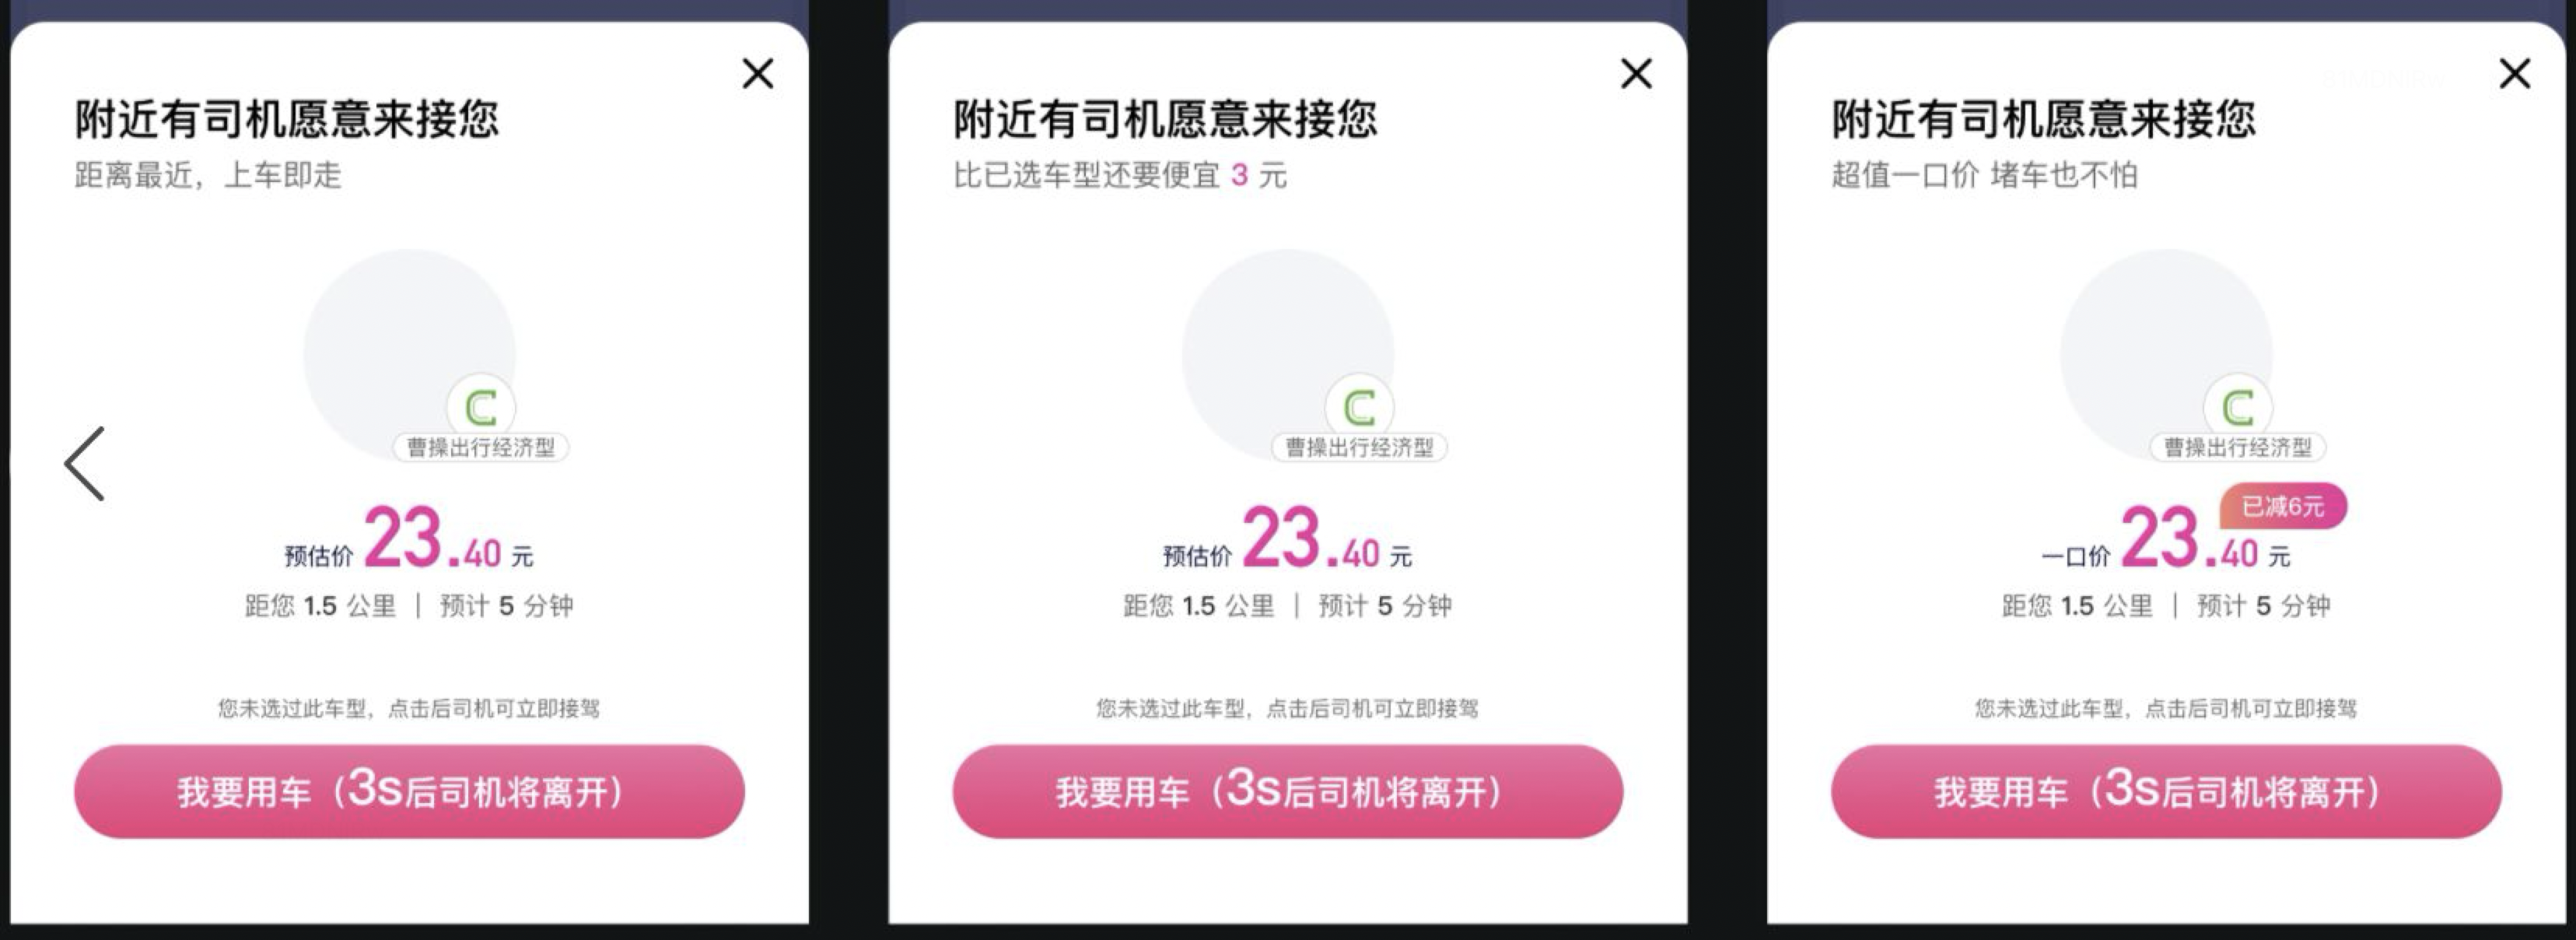 附近有司机愿意来接您
距离最近，上车即走
C
曹操出行经济型
预估价 23.40 元
距您 1.5 公里 | 预计 5 分钟
您未选过此车型，点击后司机可立即接驾
我要用车（3s后司机将离开）
附近有司机愿意来接您
比已选车型还要便宜 3 元
C
曹操出行经济型
预估价 23.40 元
距您 1.5 公里 | 预计 5 分钟
您未选过此车型，点击后司机可立即接驾
我要用车（3s后司机将离开）
附近有司机愿意来接您
超值一口价 堵车也不怕
C
曹操出行经济型
已减6元
一口价 23.40 元
距您 1.5 公里 | 预计 5 分钟
您未选过此车型，点击后司机可立即接驾
我要用车（3s后司机将离开）